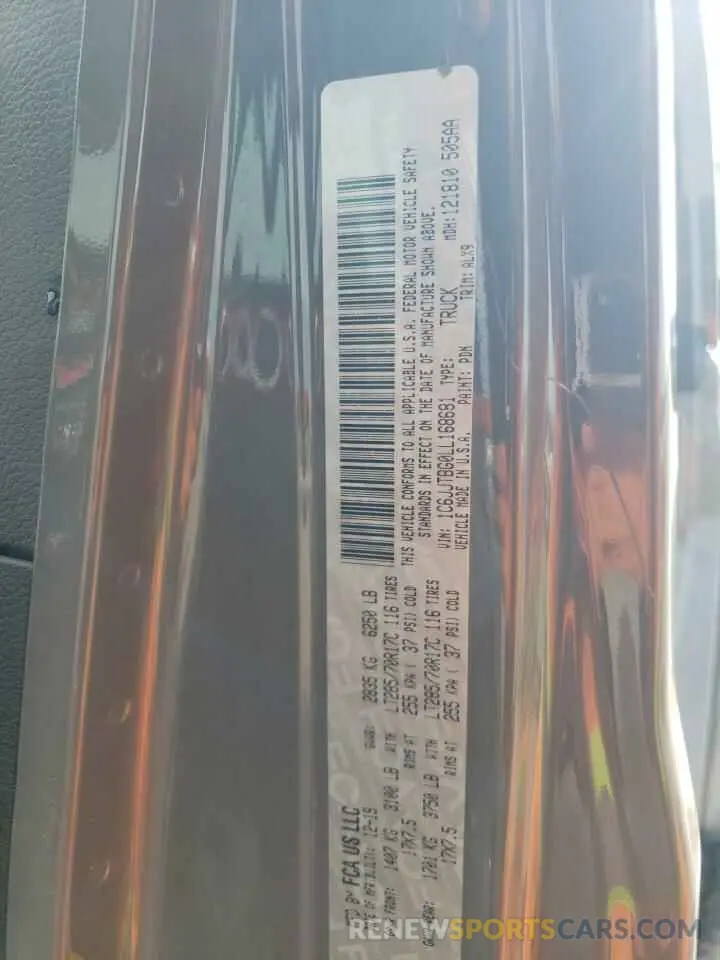 MFD BY FCA US LLC
DATE OF MFR(BLILT): 12-19 GVWR: 2835 KG 6250 LB
FRONT: 1407 KG 3100 LB WITH LT285/70R17C 116 TIRES
17X7.5 RIMS AT 255 KPA ( 37 PSI) COLD
REAR: 1701 KG 3750 LB WITH LT285/70R17C 116 TIRES
17X7.5 RIMS AT 255 KPA ( 37 PSI) COLD
THIS VEHICLE CONFORMS TO ALL APPLICABLE U.S.A. FEDERAL MOTOR VEHICLE SAFETY
STANDARDS IN EFFECT ON THE DATE OF MANUFACTURE SHOWN ABOVE.
VIN: 1C6JJTBG0LL168681 TYPE: TRUCK MDH: 121810 505AA
VEHICLE MADE IN U.S.A. PAINT: PDN TRIM: ALX9
RENEWSPORTSCARS.COM